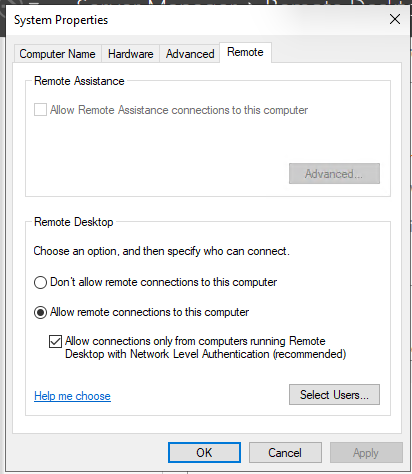 System Properties
Computer Name
Hardware
Advanced
Remote
Remote Assistance
Allow Remote Assistance connections to this computer
Advanced...
Remote Desktop
Choose an option, and then specify who can connect.
Don't allow remote connections to this computer
Allow remote connections to this computer
Allow connections only from computers running Remote
Desktop with Network Level Authentication (recommended)
Help me choose
Select Users...
OK
Cancel
Apply